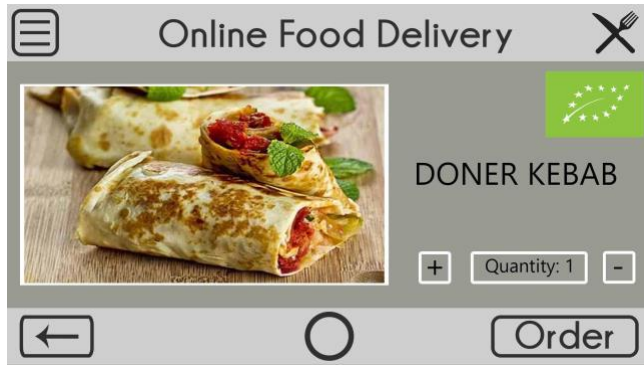 Online Food Delivery
DONER KEBAB
+ Quantity: 1 -
Order